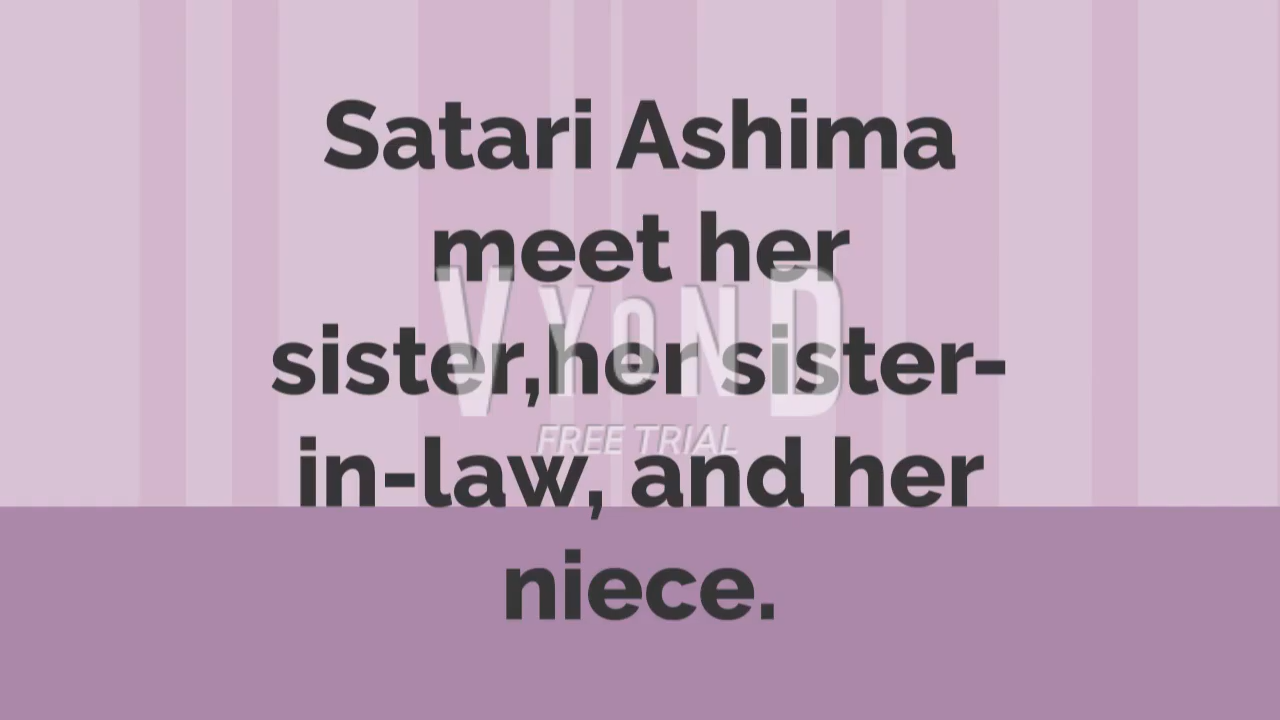 Satari Ashima
meet her
sister,her sister-
in-law, and her
niece.
VYOND
FREE TRIAL